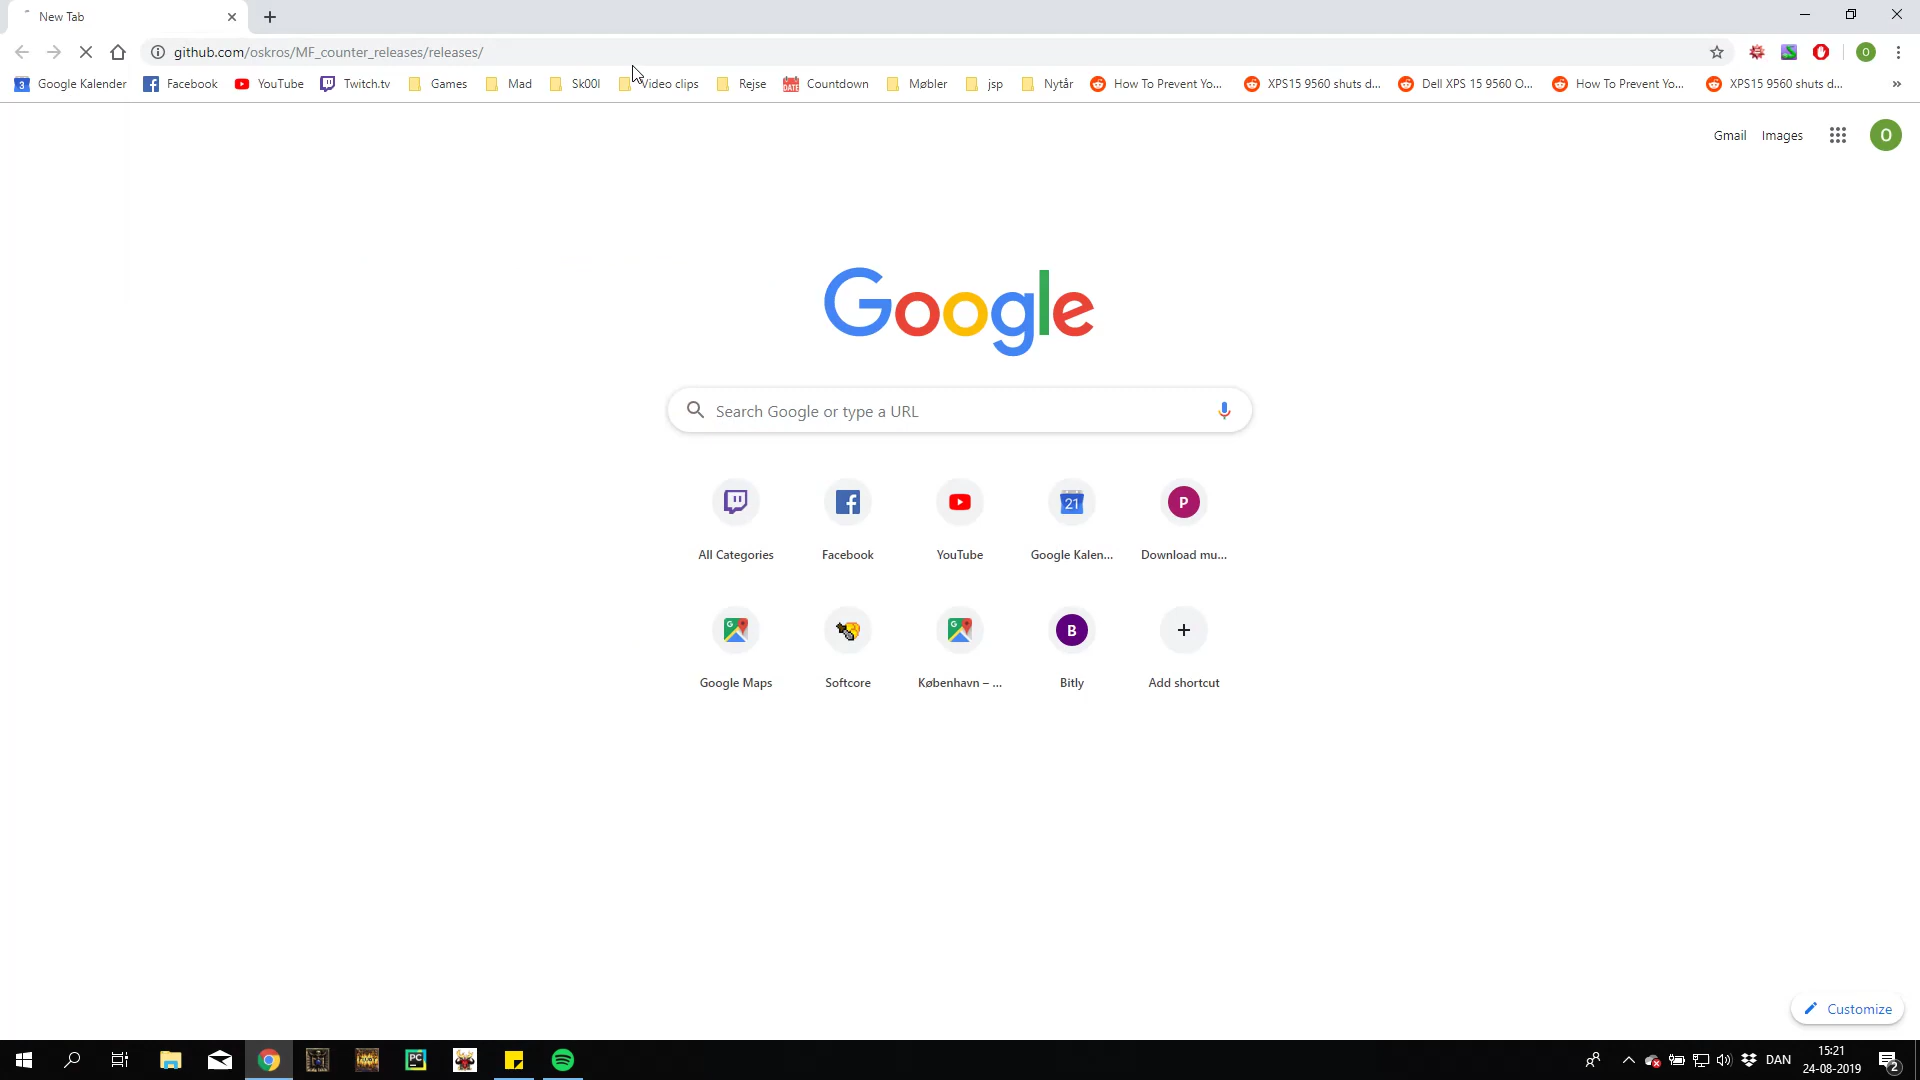 New Tab
github.com/oskros/MF_counter_releases/releases/
Google Kalender Facebook YouTube Twitch.tv Games Mad Sk00l Video clips Rejse Countdown Møbler jsp Nytår How To Prevent Yo... XPS15 9560 shuts d... Dell XPS 15 9560 O... How To Prevent Yo... XPS15 9560 shuts d... »
Gmail Images O
Google
Search Google or type a URL
21 P
All Categories Facebook YouTube Google Kalen... Download mu...
B
Google Maps Softcore København – ... Bitly Add shortcut
Customize
DAN 15:21
24-08-2019 2